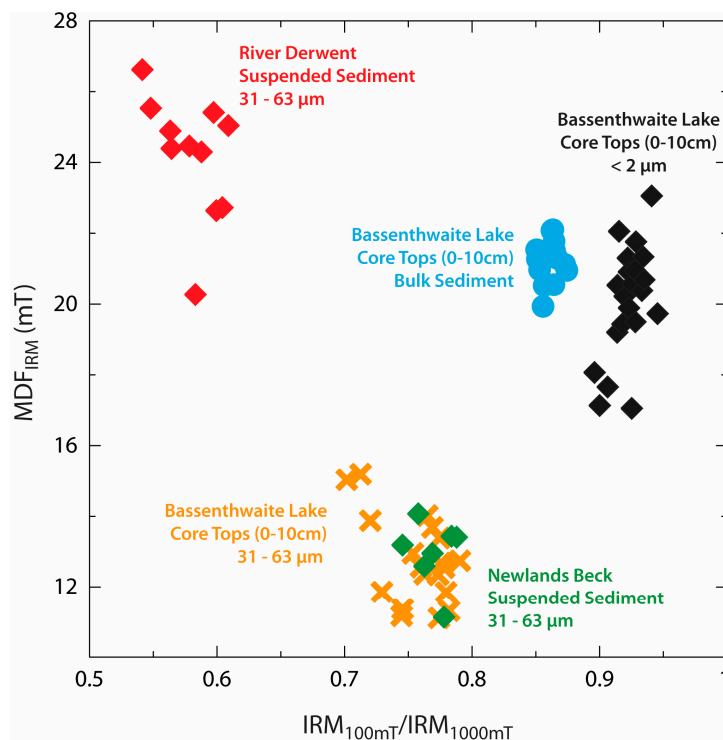 28
24
20
16
12
MDF_IRM (mT)
River Derwent
Suspended Sediment
31 - 63 µm
Bassenthwaite Lake
Core Tops (0-10cm)
< 2 µm
Bassenthwaite Lake
Core Tops (0-10cm)
Bulk Sediment
Bassenthwaite Lake
Core Tops (0-10cm)
31 - 63 µm
Newlands Beck
Suspended Sediment
31 - 63 µm
0.5 0.6 0.7 0.8 0.9 1
IRM_100mT/IRM_1000mT